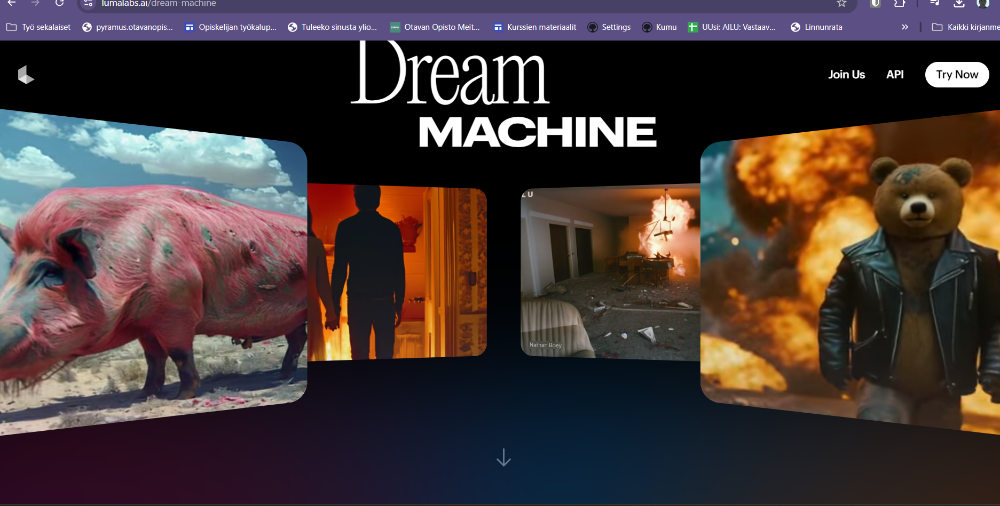 lumalabs.ai/dream-machine
Työ sekalaiset
pyramus.otavanopis...
Opiskelijan työkalup...
Tuleeko sinusta ylio...
Otavan Opisto Meit...
Kurssien materiaalit
Settings
Kumu
UUsi: AILU: Vastaav...
Linnunrata
»
Kaikki kirjanme
Dream
MACHINE
Join Us
API
Try Now
LU
Nathan Boey